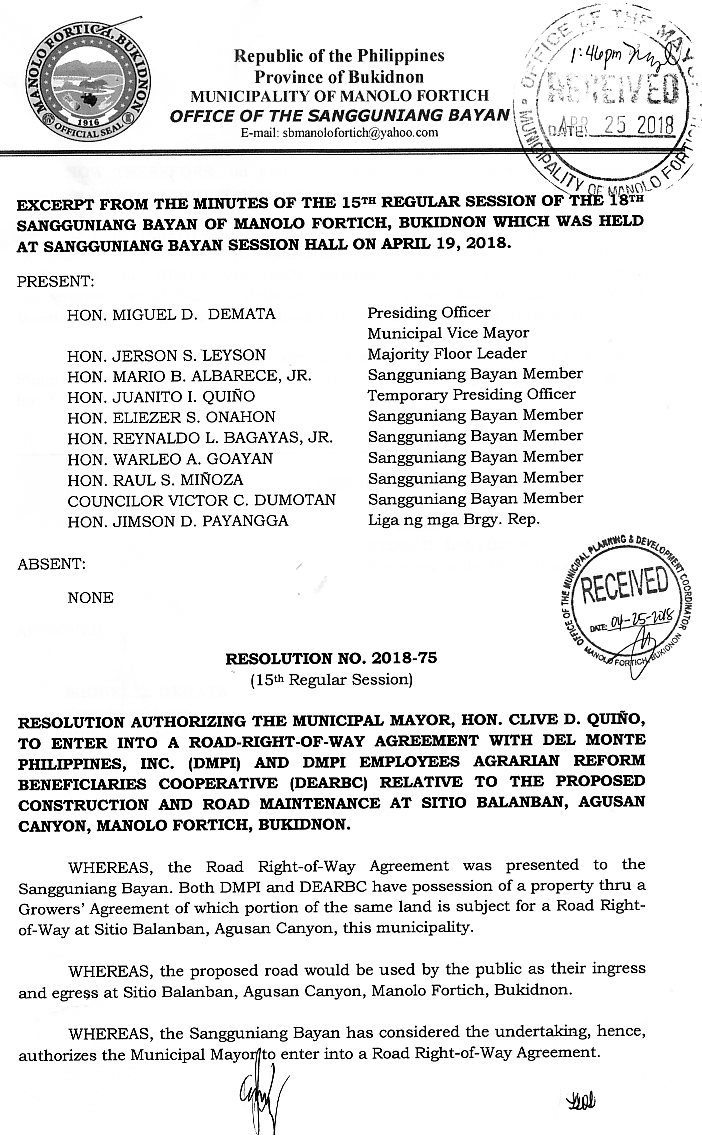 MANOLO FORTICH, BUKIDNON
1916
OFFICIAL SEAL
Republic of the Philippines
Province of Bukidnon
MUNICIPALITY OF MANOLO FORTICH
OFFICE OF THE SANGGUNIANG BAYAN
E-mail: sbmanolofortich@yahoo.com
OFFICE OF THE MAYOR
1:46pm
RECEIVED
DATE: APR 25 2018
MUNICIPALITY OF MANOLO FORTICH
EXCERPT FROM THE MINUTES OF THE 15TH REGULAR SESSION OF THE 18TH
SANGGUNIANG BAYAN OF MANOLO FORTICH, BUKIDNON WHICH WAS HELD
AT SANGGUNIANG BAYAN SESSION HALL ON APRIL 19, 2018.
PRESENT:
HON. MIGUEL D. DEMATA Presiding Officer
Municipal Vice Mayor
HON. JERSON S. LEYSON Majority Floor Leader
HON. MARIO B. ALBARECE, JR. Sangguniang Bayan Member
HON. JUANITO I. QUIÑO Temporary Presiding Officer
HON. ELIEZER S. ONAHON Sangguniang Bayan Member
HON. REYNALDO L. BAGAYAS, JR. Sangguniang Bayan Member
HON. WARLEO A. GOAYAN Sangguniang Bayan Member
HON. RAUL S. MIÑOZA Sangguniang Bayan Member
COUNCILOR VICTOR C. DUMOTAN Sangguniang Bayan Member
HON. JIMSON D. PAYANGGA Liga ng mga Brgy. Rep.
ABSENT:
NONE
OFFICE OF THE MUNICIPAL PLANNING & DEVELOPMENT COORDINATOR
RECEIVED
DATE: 04-25-2018
MANOLO FORTICH, BUKIDNON
RESOLUTION NO. 2018-75
(15th Regular Session)
RESOLUTION AUTHORIZING THE MUNICIPAL MAYOR, HON. CLIVE D. QUIÑO,
TO ENTER INTO A ROAD-RIGHT-OF-WAY AGREEMENT WITH DEL MONTE
PHILIPPINES, INC. (DMPI) AND DMPI EMPLOYEES AGRARIAN REFORM
BENEFICIARIES COOPERATIVE (DEARBC) RELATIVE TO THE PROPOSED
CONSTRUCTION AND ROAD MAINTENANCE AT SITIO BALANBAN, AGUSAN
CANYON, MANOLO FORTICH, BUKIDNON.
WHEREAS, the Road Right-of-Way Agreement was presented to the
Sangguniang Bayan. Both DMPI and DEARBC have possession of a property thru a
Growers' Agreement of which portion of the same land is subject for a Road Right-
of-Way at Sitio Balanban, Agusan Canyon, this municipality.
WHEREAS, the proposed road would be used by the public as their ingress
and egress at Sitio Balanban, Agusan Canyon, Manolo Fortich, Bukidnon.
WHEREAS, the Sangguniang Bayan has considered the undertaking, hence,
authorizes the Municipal Mayor to enter into a Road Right-of-Way Agreement.